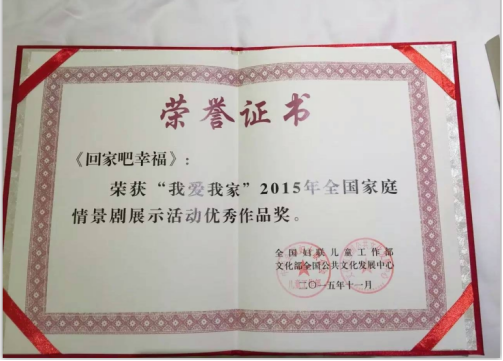 荣誉证书
《回家吧幸福》：
荣获“我爱我家”2015年全国家庭
情景剧展示活动优秀作品奖。
全国妇联儿童工作部
文化部全国公共文化发展中心
二〇一五年十一月